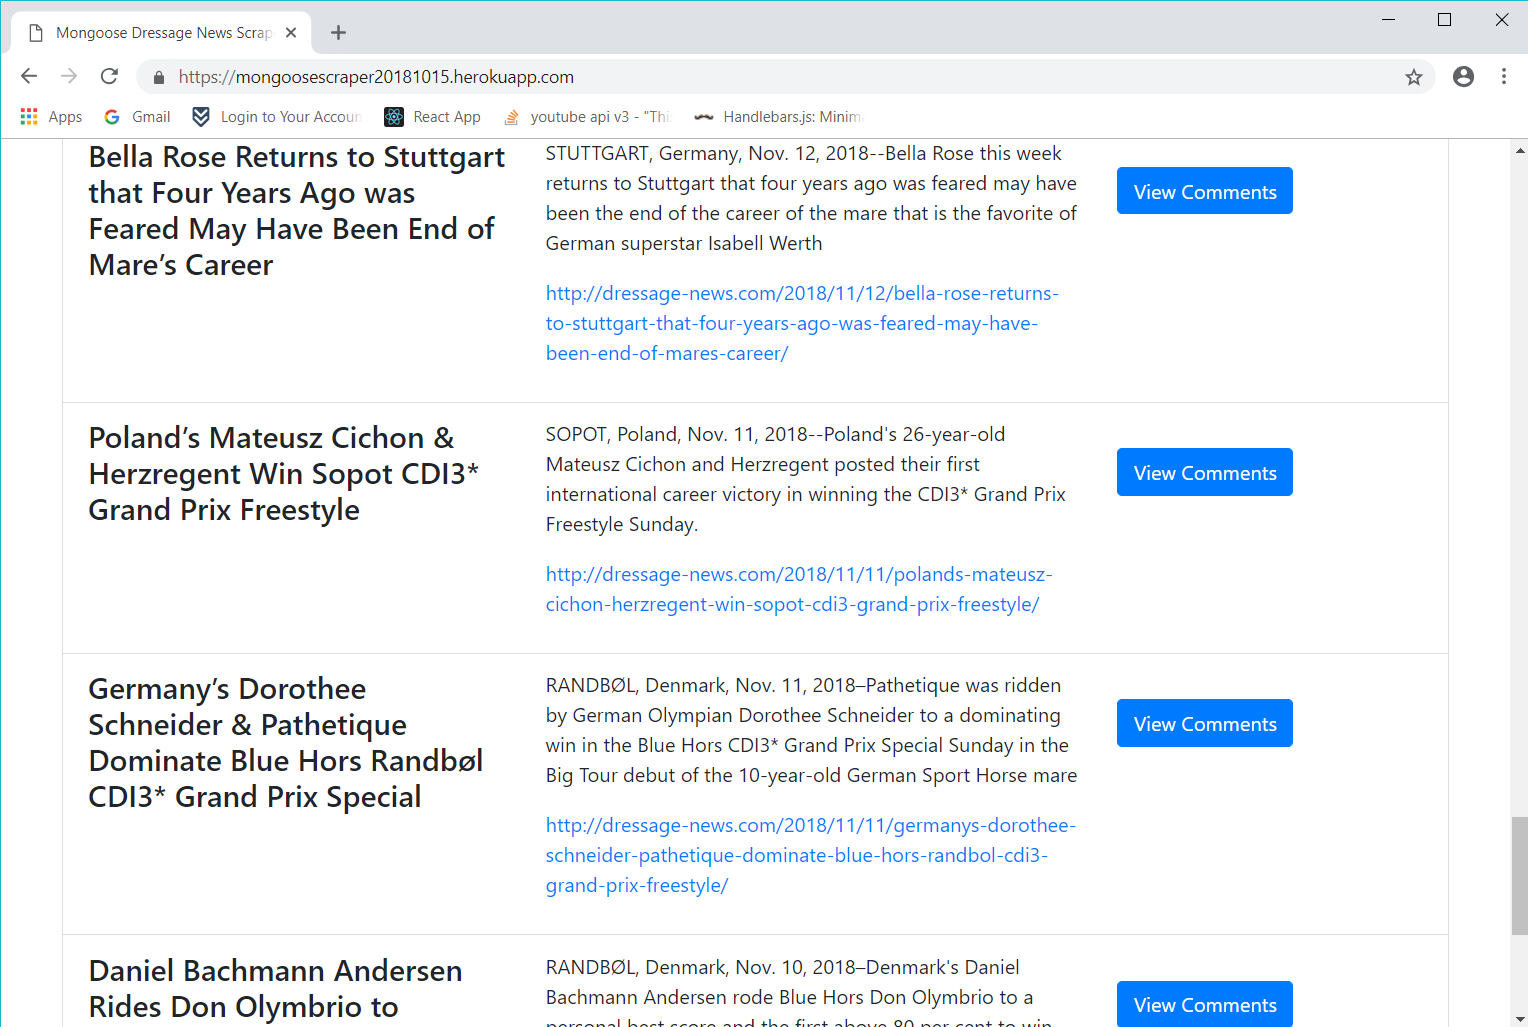 Mongoose Dressage News Scrap
https://mongoosescraper20181015.herokuapp.com
Apps
Gmail
Login to Your Accoun
React App
youtube api v3 - "Thi
Handlebars.js: Minim
Bella Rose Returns to Stuttgart
that Four Years Ago was
Feared May Have Been End of
Mare’s Career
STUTTGART, Germany, Nov. 12, 2018--Bella Rose this week
returns to Stuttgart that four years ago was feared may have
been the end of the career of the mare that is the favorite of
German superstar Isabell Werth
http://dressage-news.com/2018/11/12/bella-rose-returns-
to-stuttgart-that-four-years-ago-was-feared-may-have-
been-end-of-mares-career/
View Comments
Poland’s Mateusz Cichon &
Herzregent Win Sopot CDI3*
Grand Prix Freestyle
SOPOT, Poland, Nov. 11, 2018--Poland's 26-year-old
Mateusz Cichon and Herzregent posted their first
international career victory in winning the CDI3* Grand Prix
Freestyle Sunday.
http://dressage-news.com/2018/11/11/polands-mateusz-
cichon-herzregent-win-sopot-cdi3-grand-prix-freestyle/
View Comments
Germany’s Dorothee
Schneider & Pathetique
Dominate Blue Hors Randbøl
CDI3* Grand Prix Special
RANDBØL, Denmark, Nov. 11, 2018–Pathetique was ridden
by German Olympian Dorothee Schneider to a dominating
win in the Blue Hors CDI3* Grand Prix Special Sunday in the
Big Tour debut of the 10-year-old German Sport Horse mare
http://dressage-news.com/2018/11/11/germanys-dorothee-
schneider-pathetique-dominate-blue-hors-randbol-cdi3-
grand-prix-freestyle/
View Comments
Daniel Bachmann Andersen
Rides Don Olymbrio to
RANDBØL, Denmark, Nov. 10, 2018–Denmark's Daniel
Bachmann Andersen rode Blue Hors Don Olymbrio to a
personal best score and the first above 80 per cent to win
View Comments